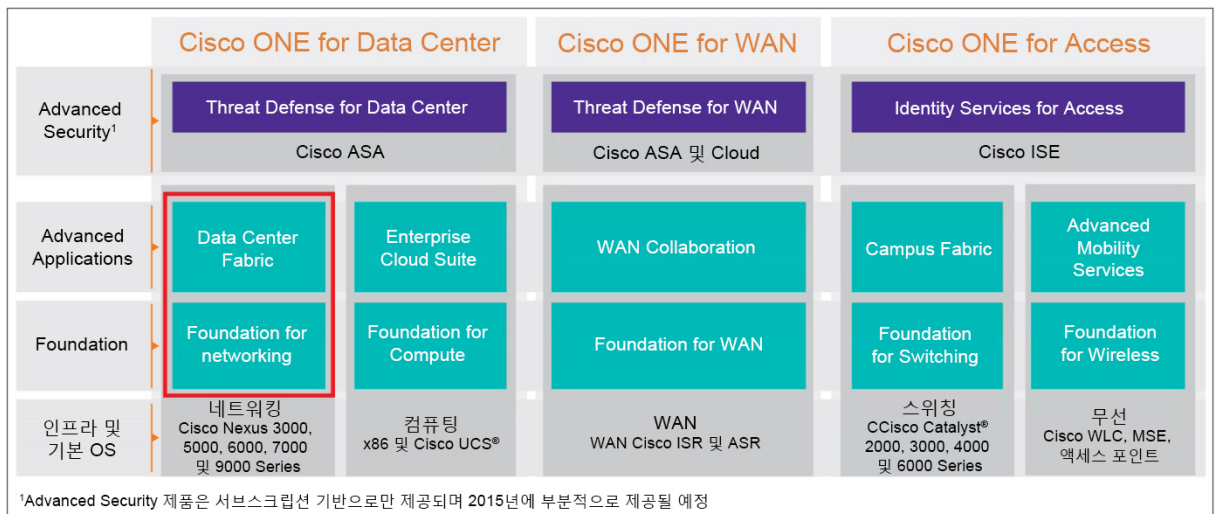 Cisco ONE for Data Center
Cisco ONE for WAN
Cisco ONE for Access
Advanced
Security¹
Threat Defense for Data Center
Cisco ASA
Threat Defense for WAN
Cisco ASA 및 Cloud
Identity Services for Access
Cisco ISE
Advanced
Applications
Data Center
Fabric
Enterprise
Cloud Suite
WAN Collaboration
Campus Fabric
Advanced
Mobility
Services
Foundation
Foundation for
networking
Foundation for
Compute
Foundation for WAN
Foundation
for Switching
Foundation
for Wireless
인프라 및
기본 OS
네트워킹
Cisco Nexus 3000,
5000, 6000, 7000
및 9000 Series
컴퓨팅
x86 및 Cisco UCS®
WAN
WAN Cisco ISR 및 ASR
스위칭
CCisco Catalyst®
2000, 3000, 4000
및 6000 Series
무선
Cisco WLC, MSE,
액세스 포인트
¹Advanced Security 제품은 서브스크립션 기반으로만 제공되며 2015년에 부분적으로 제공될 예정